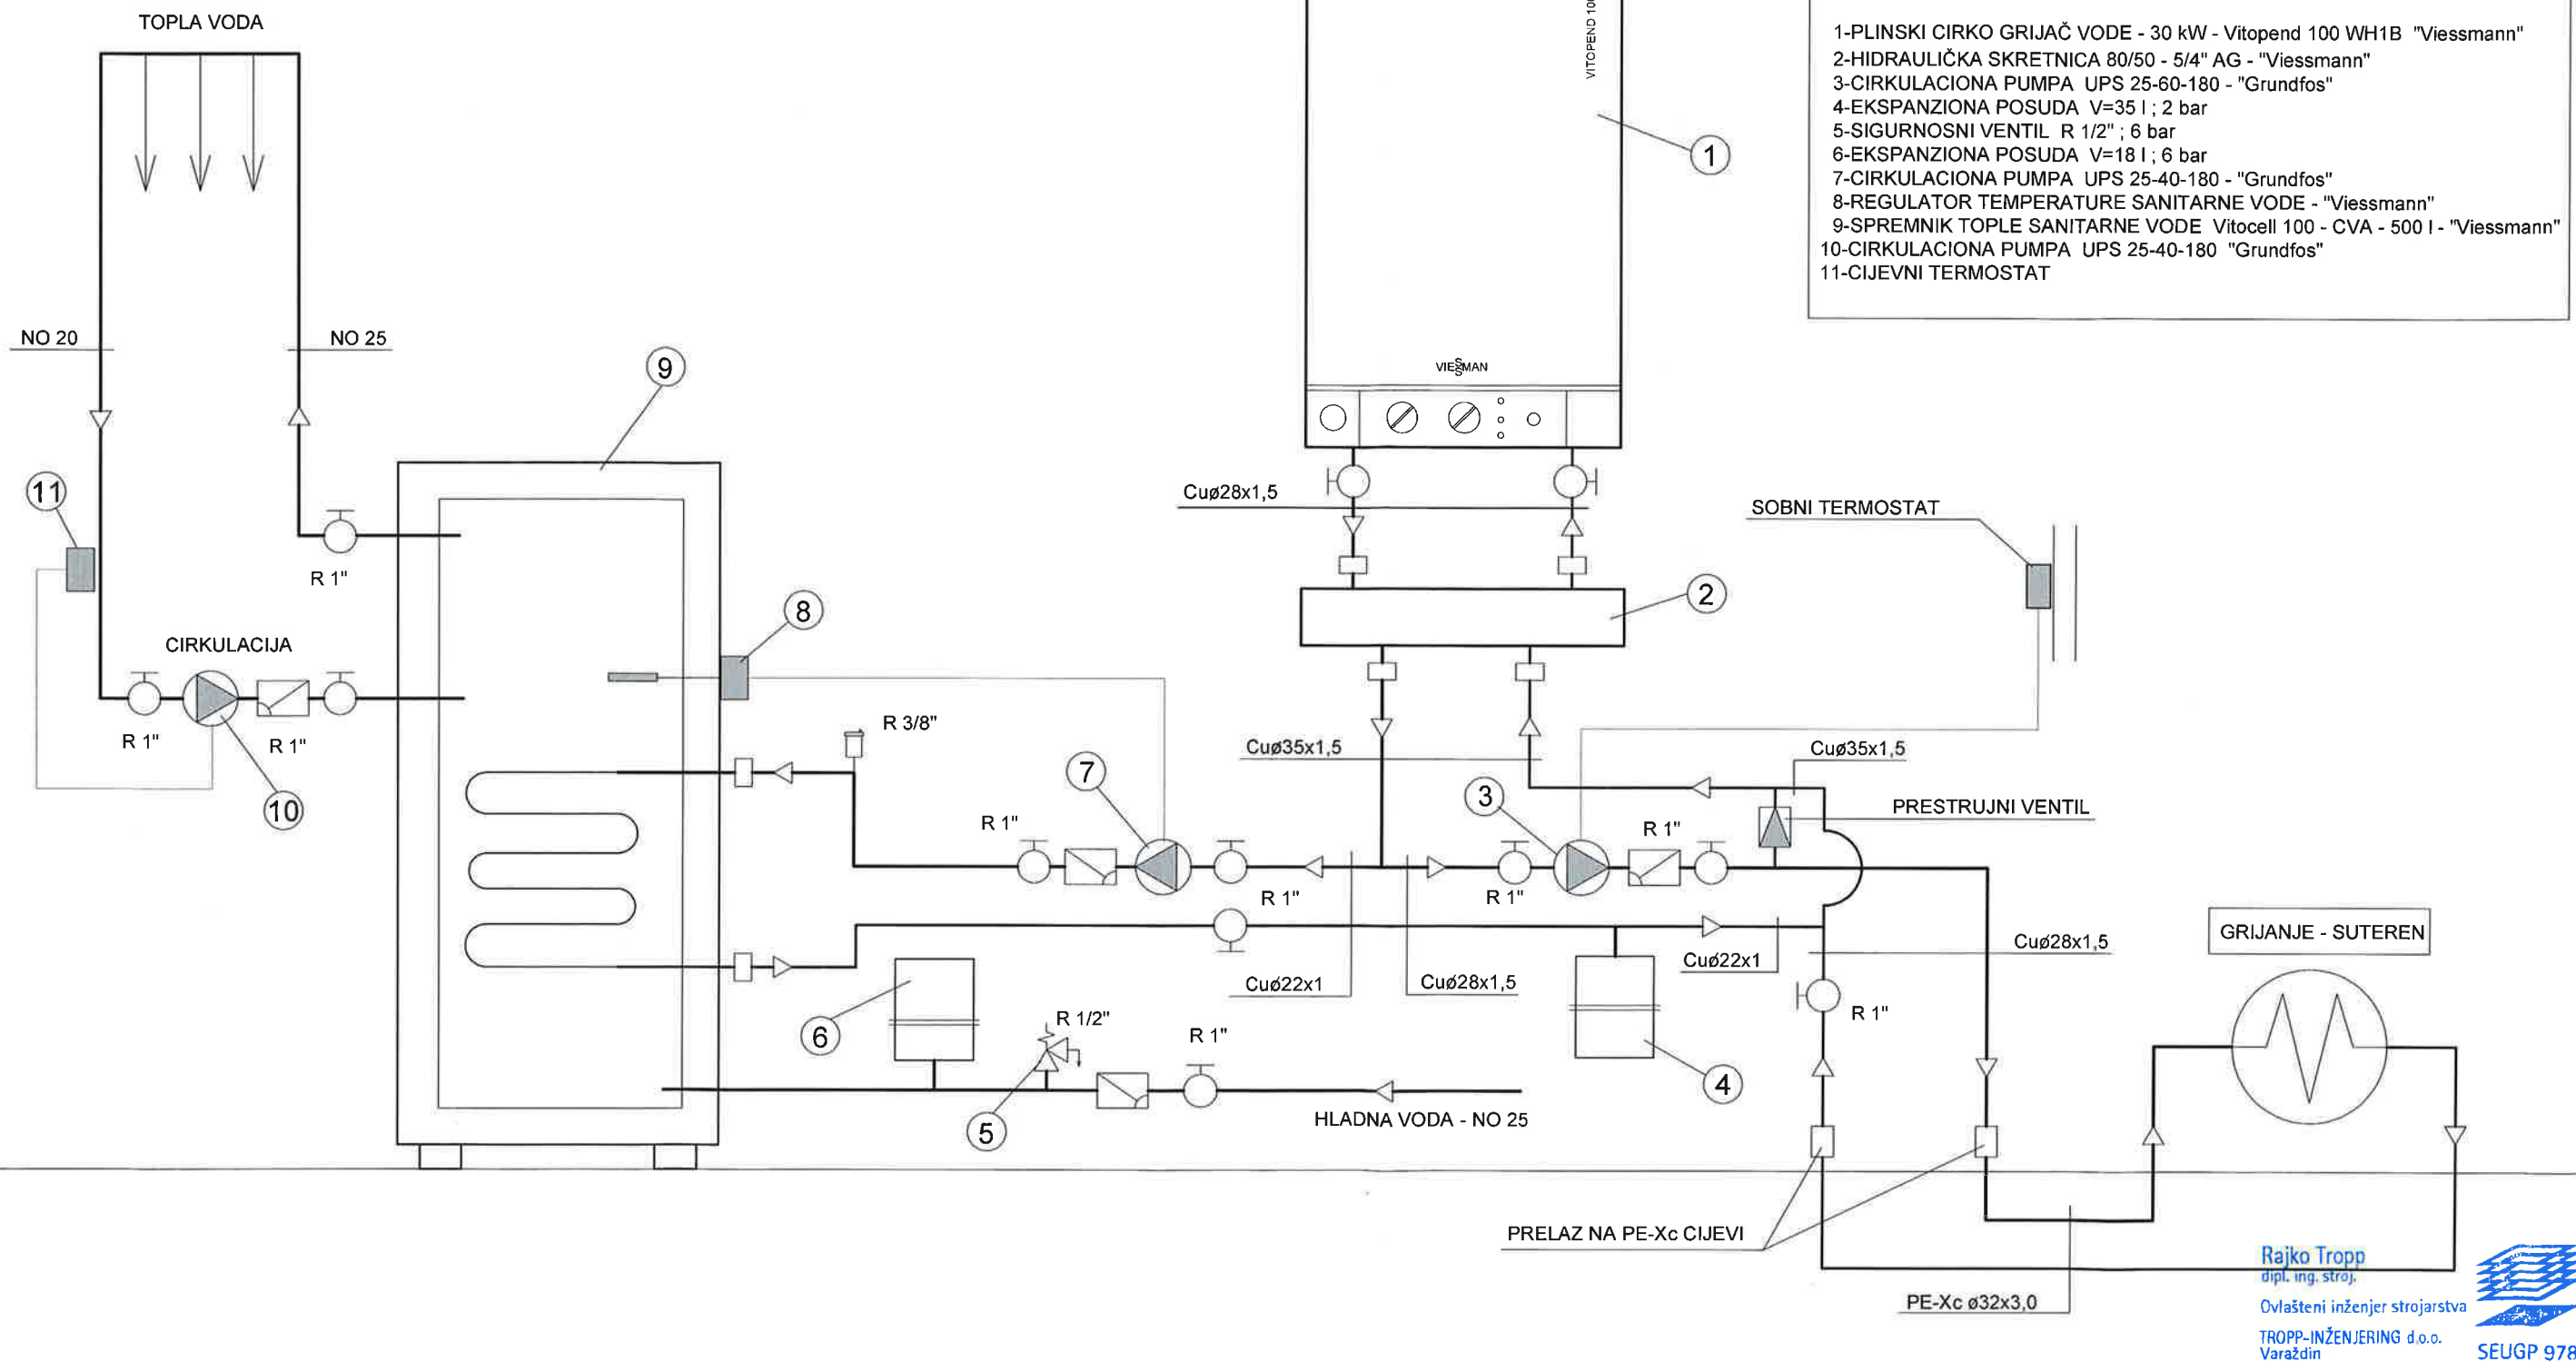 TOPLA VODA
NO 20
NO 25
11
R 1"
CIRKULACIJA
R 1"
R 1"
10
9
8
R 3/8"
7
R 1"
R 1"
6
R 1/2"
5
R 1"
HLADNA VODA - NO 25
VITOPEND 100
VIESSMAN
1
Cuø28x1,5
2
Cuø35x1,5
Cuø35x1,5
3
R 1"
R 1"
PRESTRUJNI VENTIL
SOBNI TERMOSTAT
Cuø22x1
Cuø28x1,5
Cuø22x1
Cuø28x1,5
R 1"
4
GRIJANJE - SUTEREN
PRELAZ NA PE-Xc CIJEVI
PE-Xc ø32x3,0
1-PLINSKI CIRKO GRIJAČ VODE - 30 kW - Vitopend 100 WH1B "Viessmann"
2-HIDRAULIČKA SKRETNICA 80/50 - 5/4" AG - "Viessmann"
3-CIRKULACIONA PUMPA UPS 25-60-180 - "Grundfos"
4-EKSPANZIONA POSUDA V=35 l ; 2 bar
5-SIGURNOSNI VENTIL R 1/2" ; 6 bar
6-EKSPANZIONA POSUDA V=18 l ; 6 bar
7-CIRKULACIONA PUMPA UPS 25-40-180 - "Grundfos"
8-REGULATOR TEMPERATURE SANITARNE VODE - "Viessmann"
9-SPREMNIK TOPLE SANITARNE VODE Vitocell 100 - CVA - 500 l - "Viessmann"
10-CIRKULACIONA PUMPA UPS 25-40-180 "Grundfos"
11-CIJEVNI TERMOSTAT
Rajko Tropp
dipl. ing. stroj.
Ovlašteni inženjer strojarstva
TROPP-INŽENJERING d.o.o.
Varaždin
SEUGP 978